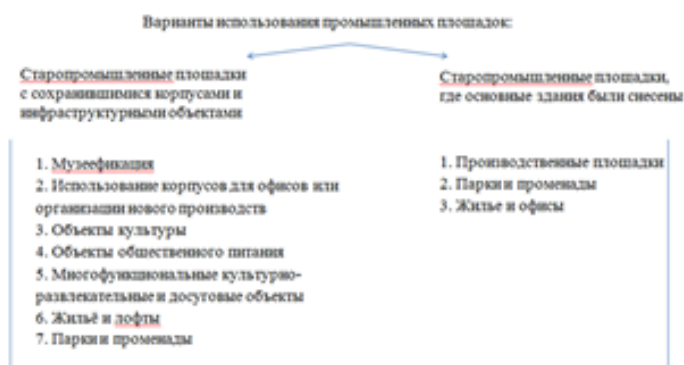 Варианты использования промышленных площадок:
Старопромышленные площадки
с сохранившимися корпусами и
инфраструктурными объектами
1. Музеефикация
2. Использование корпусов для офисов или
организации нового производств
3. Объекты культуры
4. Объекты общественного питания
5. Многофункциональные культурно-
развлекательные и досуговые объекты
6. Жильё и лофты
7. Парки и променады
Старопромышленные площадки,
где основные здания были снесены
1. Производственные площадки
2. Парки и променады
3. Жилье и офисы